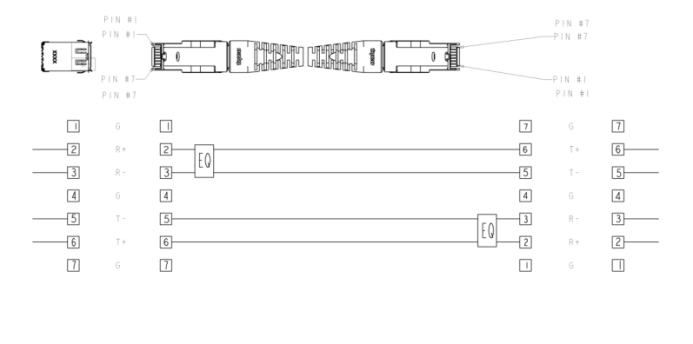 PIN #1
PIN #1
PIN #7
PIN #7
XXXX
PIN #7
PIN #7
PIN #1
PIN #1
1 G 1 7 G 7
2 R+ 2 EQ 6 T+ 6
3 R- 3 5 T- 5
4 G 4 4 G 4
5 T- 5 EQ 3 R- 3
6 T+ 6 2 R+ 2
7 G 7 1 G 1